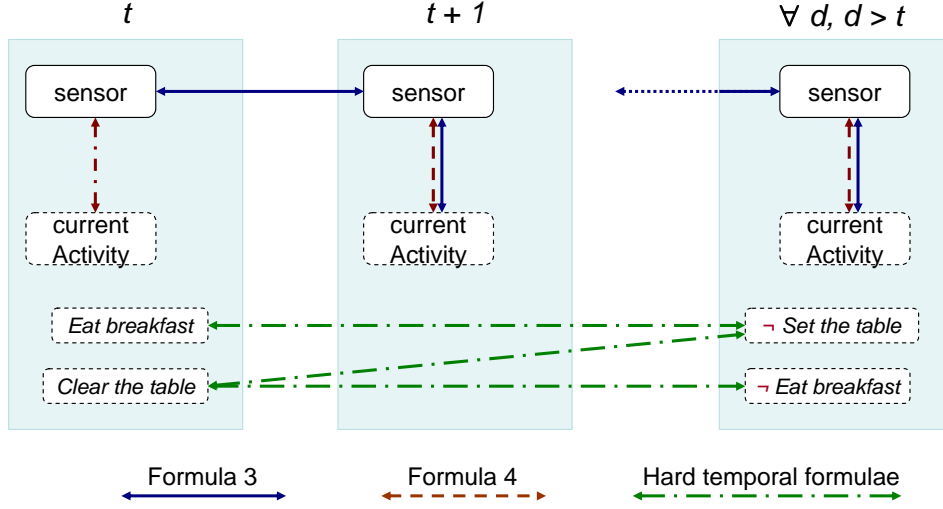 t
t + 1
∀ d, d > t
sensor
sensor
sensor
current
Activity
current
Activity
current
Activity
Eat breakfast
¬ Set the table
Clear the table
¬ Eat breakfast
Formula 3
Formula 4
Hard temporal formulae